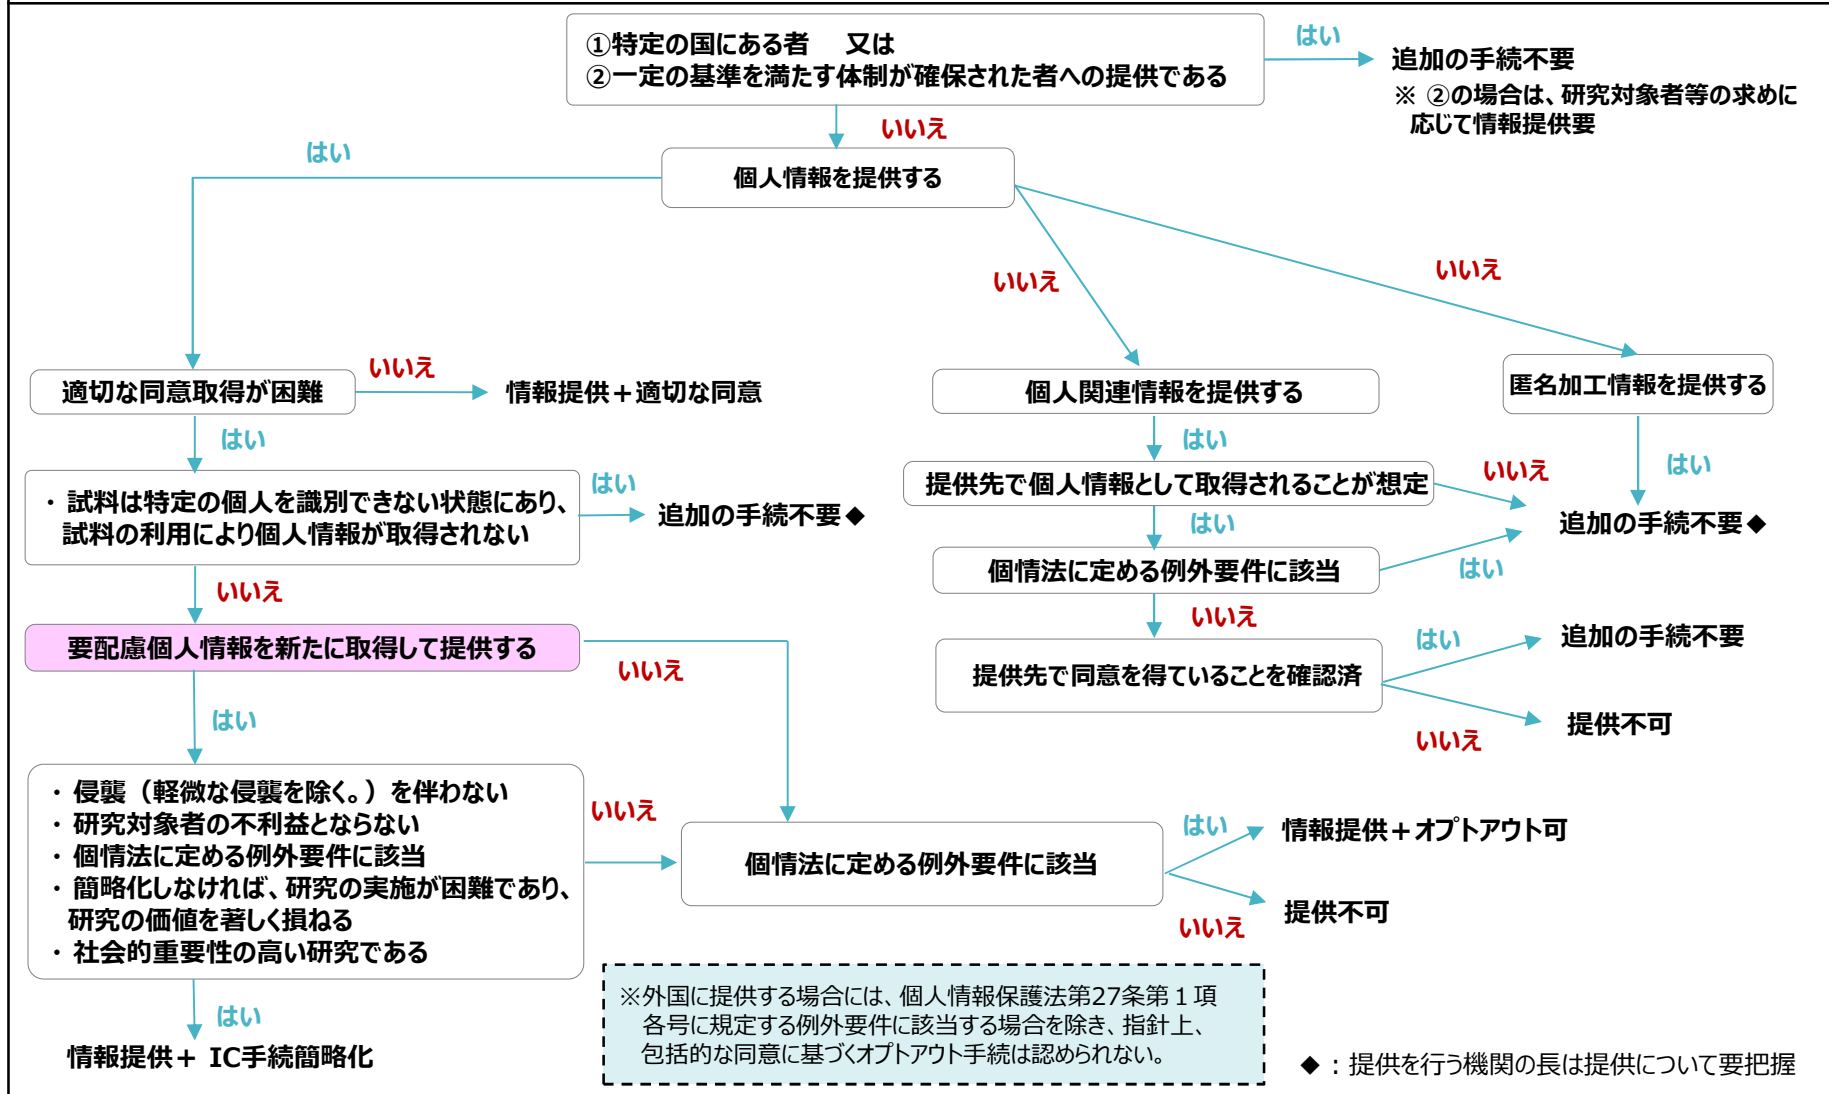 ①特定の国にある者　又は
②一定の基準を満たす体制が確保された者への提供である
はい
追加の手続不要
※ ②の場合は、研究対象者等の求めに
応じて情報提供要
いいえ
はい
個人情報を提供する
いいえ
いいえ
適切な同意取得が困難
いいえ
情報提供＋適切な同意
個人関連情報を提供する
匿名加工情報を提供する
はい
はい
はい
・ 試料は特定の個人を識別できない状態にあり、
試料の利用により個人情報が取得されない
はい
追加の手続不要◆
提供先で個人情報として取得されることが想定
いいえ
追加の手続不要◆
はい
個情法に定める例外要件に該当
はい
いいえ
いいえ
要配慮個人情報を新たに取得して提供する
いいえ
提供先で同意を得ていることを確認済
はい
追加の手続不要
いいえ
提供不可
はい
・ 侵襲（軽微な侵襲を除く。）を伴わない
・ 研究対象者の不利益とならない
・ 個情法に定める例外要件に該当
・ 簡略化しなければ、研究の実施が困難であり、
研究の価値を著しく損ねる
・ 社会的重要性の高い研究である
いいえ
個情法に定める例外要件に該当
はい
情報提供＋オプトアウト可
いいえ
提供不可
はい
情報提供＋ IC手続簡略化
※外国に提供する場合には、個人情報保護法第27条第１項
各号に規定する例外要件に該当する場合を除き、指針上、
包括的な同意に基づくオプトアウト手続は認められない。
◆：提供を行う機関の長は提供について要把握